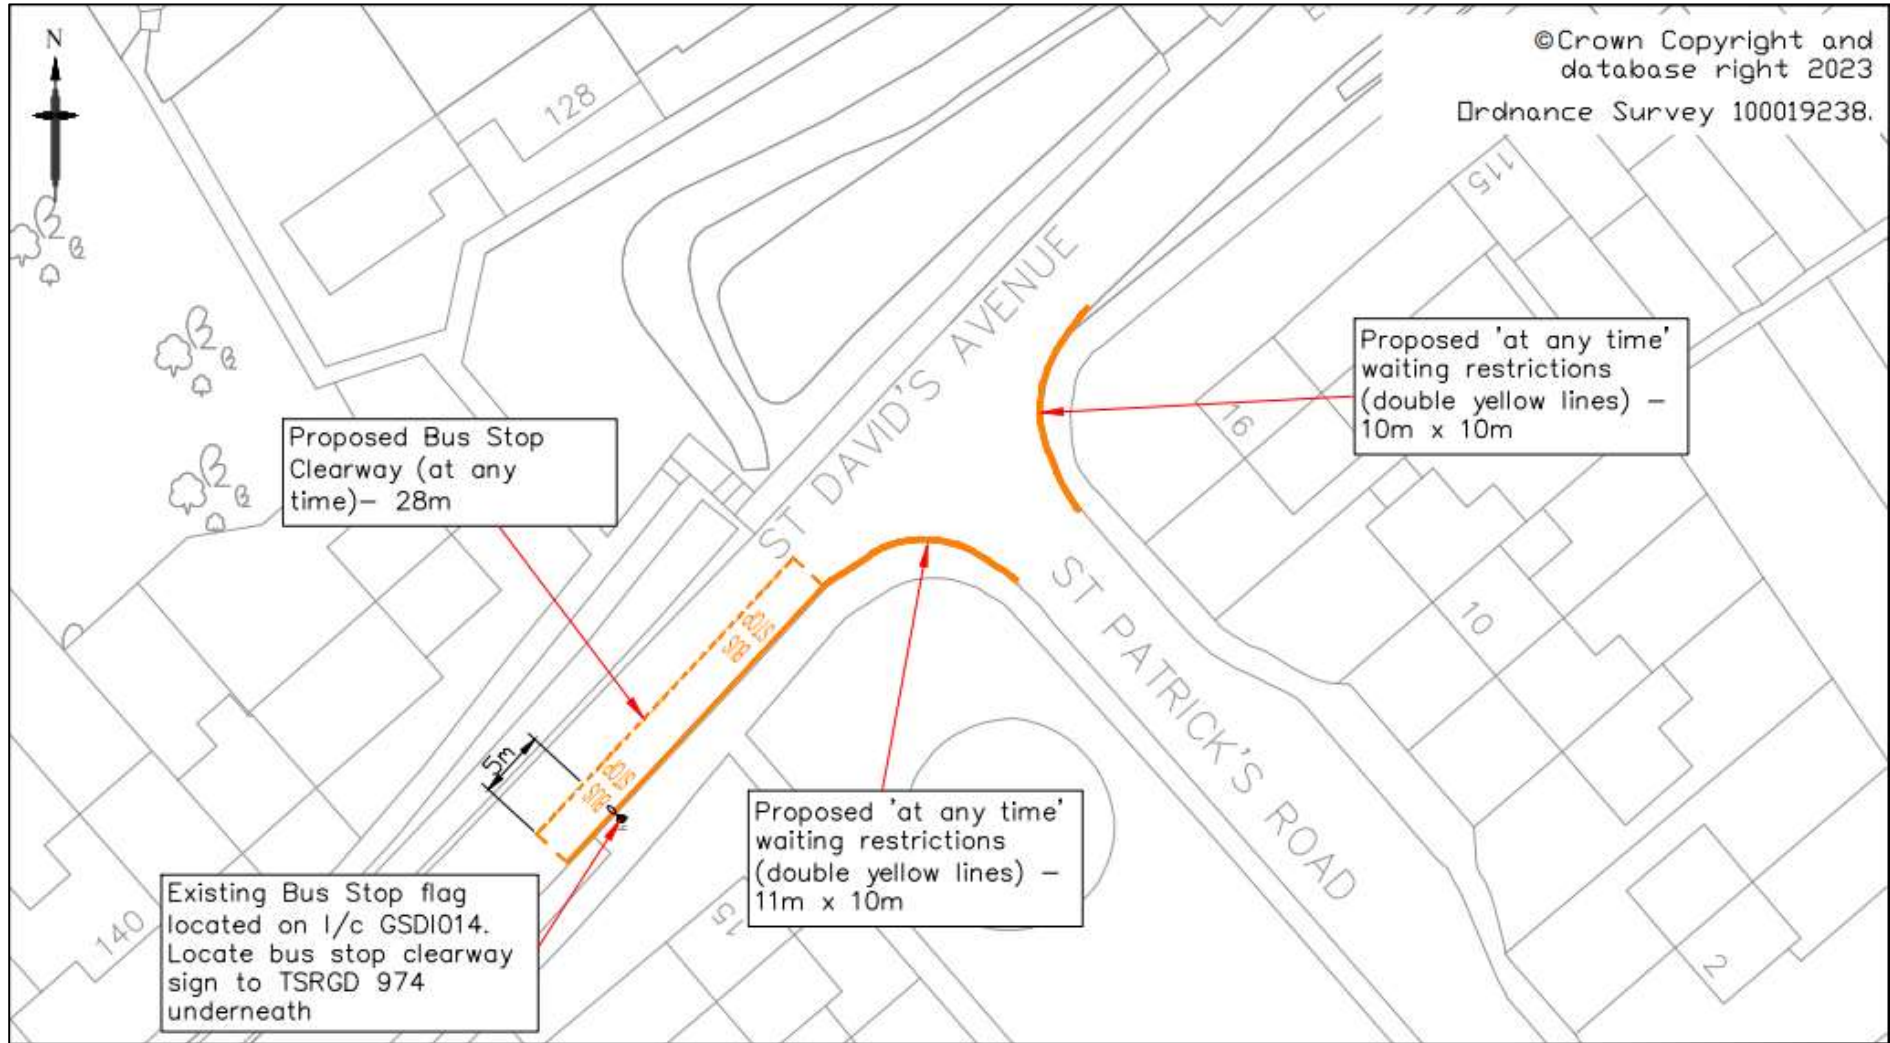 N
©Crown Copyright and
database right 2023
Ordnance Survey 100019238.
128
115
ST DAVID'S AVENUE
Proposed 'at any time'
waiting restrictions
(double yellow lines) –
10m x 10m
16
Proposed Bus Stop
Clearway (at any
time)– 28m
ST PATRICK'S ROAD
10
BUS
STOP
5m
BUS
STOP
Proposed 'at any time'
waiting restrictions
(double yellow lines) –
11m x 10m
Existing Bus Stop flag
located on l/c GSDI014.
Locate bus stop clearway
sign to TSRGD 974
underneath
140
15
2